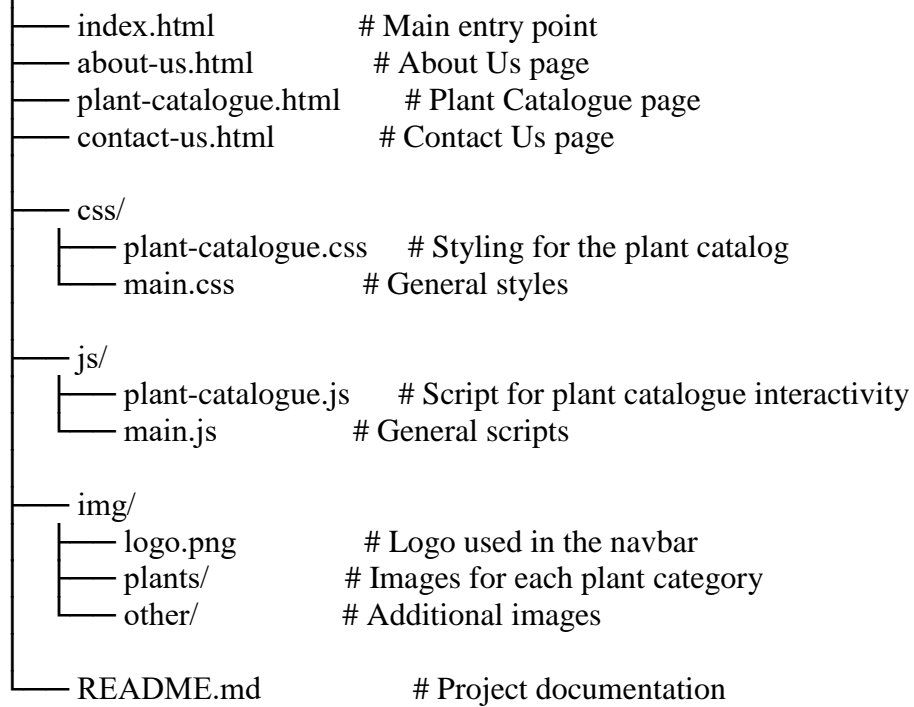 index.html # Main entry point
about-us.html # About Us page
plant-catalogue.html # Plant Catalogue page
contact-us.html # Contact Us page
css/
plant-catalogue.css # Styling for the plant catalog
main.css # General styles
js/
plant-catalogue.js # Script for plant catalogue interactivity
main.js # General scripts
img/
logo.png # Logo used in the navbar
plants/ # Images for each plant category
other/ # Additional images
README.md # Project documentation